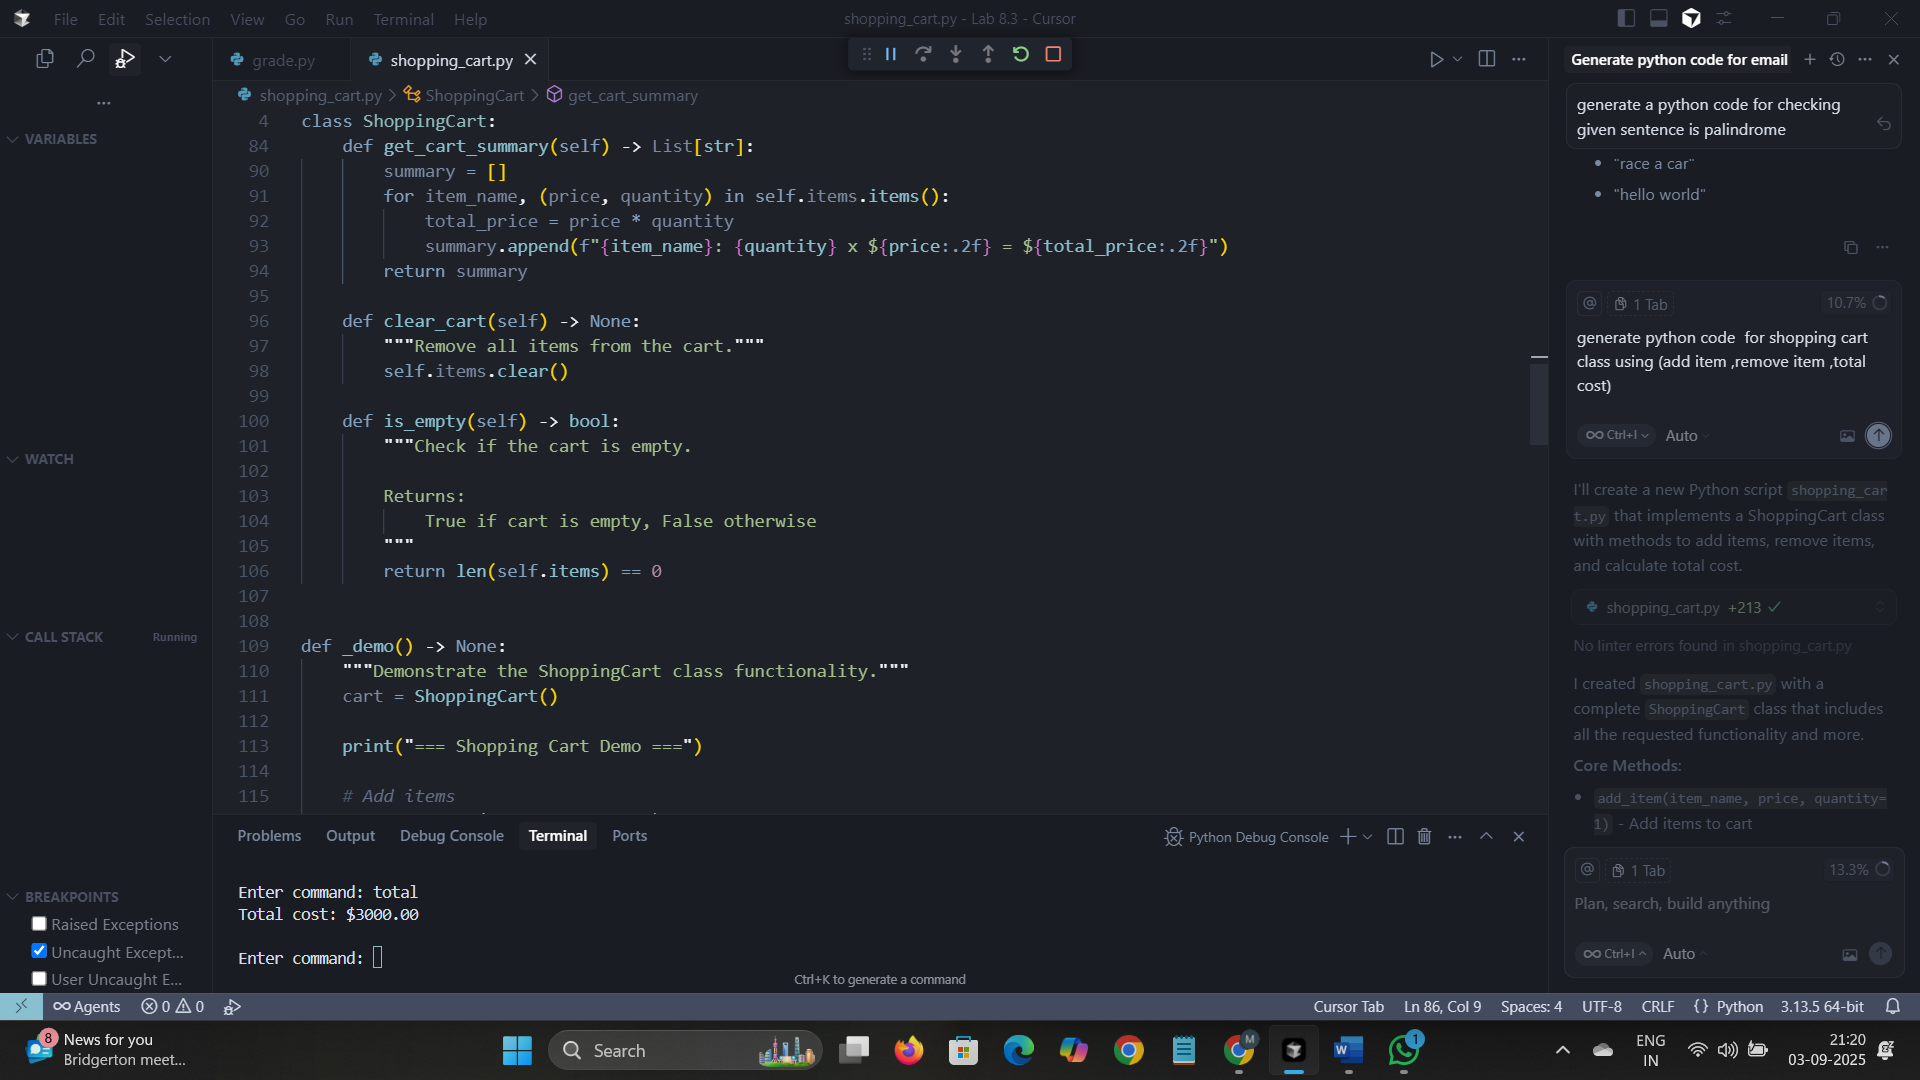 File Edit Selection View Go Run Terminal Help
shopping_cart.py - Lab 8.3 - Cursor
grade.py
shopping_cart.py
shopping_cart.py > ShoppingCart > get_cart_summary
VARIABLES
WATCH
CALL STACK Running
BREAKPOINTS
Raised Exceptions
Uncaught Except...
User Uncaught E...
4 class ShoppingCart:
84 def get_cart_summary(self) -> List[str]:
90 summary = []
91 for item_name, (price, quantity) in self.items.items():
92 total_price = price * quantity
93 summary.append(f"{item_name}: {quantity} x ${price:.2f} = ${total_price:.2f}")
94 return summary
95
96 def clear_cart(self) -> None:
97 """Remove all items from the cart."""
98 self.items.clear()
99
100 def is_empty(self) -> bool:
101 """Check if the cart is empty.
102
103 Returns:
104 True if cart is empty, False otherwise
105 """
106 return len(self.items) == 0
107
108
109 def _demo() -> None:
110 """Demonstrate the ShoppingCart class functionality."""
111 cart = ShoppingCart()
112
113 print("=== Shopping Cart Demo ===")
114
115 # Add items
Problems Output Debug Console Terminal Ports
Python Debug Console
Enter command: total
Total cost: $3000.00
Enter command:
Ctrl+K to generate a command
Generate python code for email
generate a python code for checking
given sentence is palindrome
• "race a car"
• "hello world"
@ 1 Tab 10.7%
generate python code for shopping cart
class using (add item ,remove item ,total
cost)
∞ Ctrl+I Auto
I'll create a new Python script shopping_car
t.py that implements a ShoppingCart class
with methods to add items, remove items,
and calculate total cost.
shopping_cart.py +213 ✓
No linter errors found in shopping_cart.py
I created shopping_cart.py with a
complete ShoppingCart class that includes
all the requested functionality and more.
Core Methods:
• add_item(item_name, price, quantity=
1) - Add items to cart
@ 1 Tab 13.3%
Plan, search, build anything
∞ Ctrl+I Auto
∞ Agents 0 0
Cursor Tab Ln 86, Col 9 Spaces: 4 UTF-8 CRLF {} Python 3.13.5 64-bit
8
News for you
Bridgerton meet...
Search
M
W
1
ENG
IN
21:20
03-09-2025